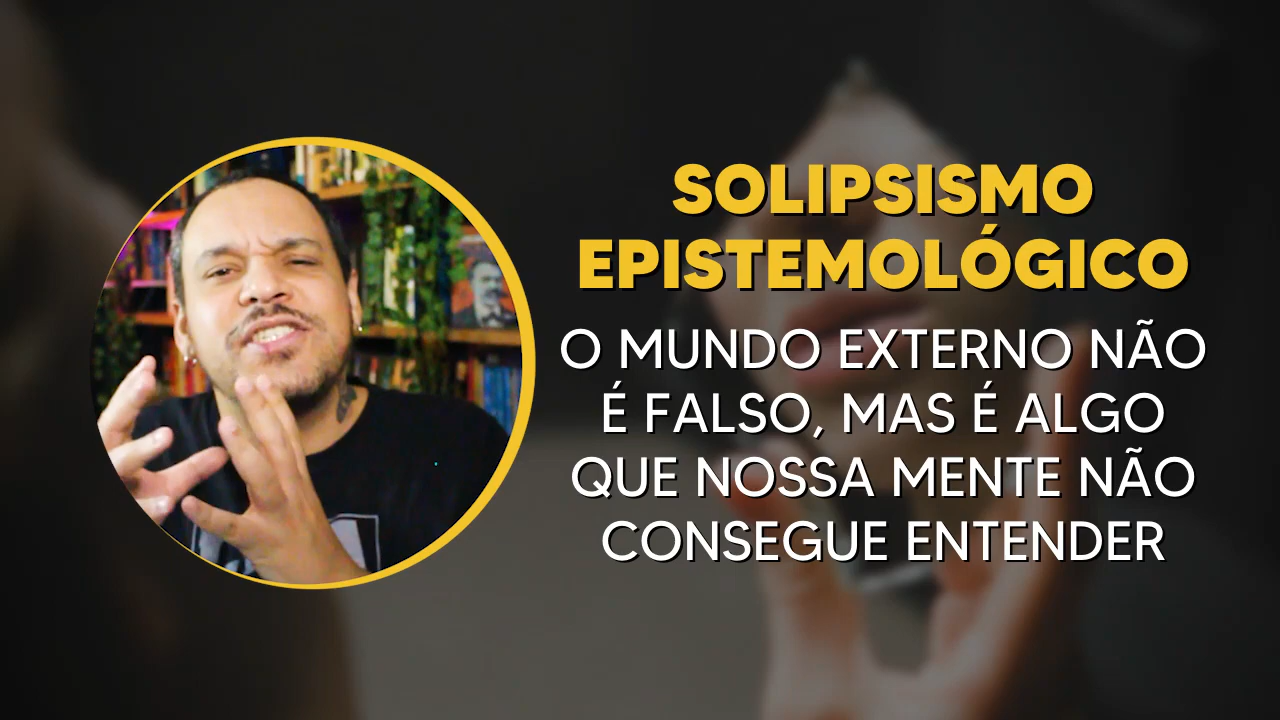 SOLIPSISMO
EPISTEMOLÓGICO
O MUNDO EXTERNO NÃO
É FALSO, MAS É ALGO
QUE NOSSA MENTE NÃO
CONSEGUE ENTENDER